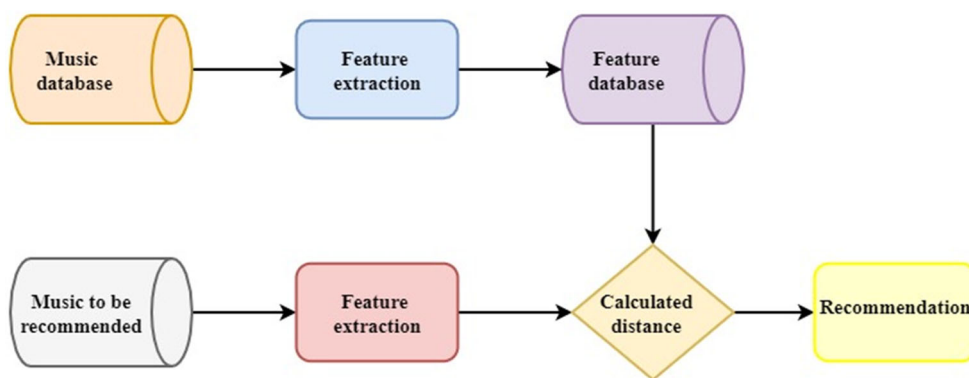 Music
database
Feature
extraction
Feature
database
Music to be
recommended
Feature
extraction
Calculated
distance
Recommendation